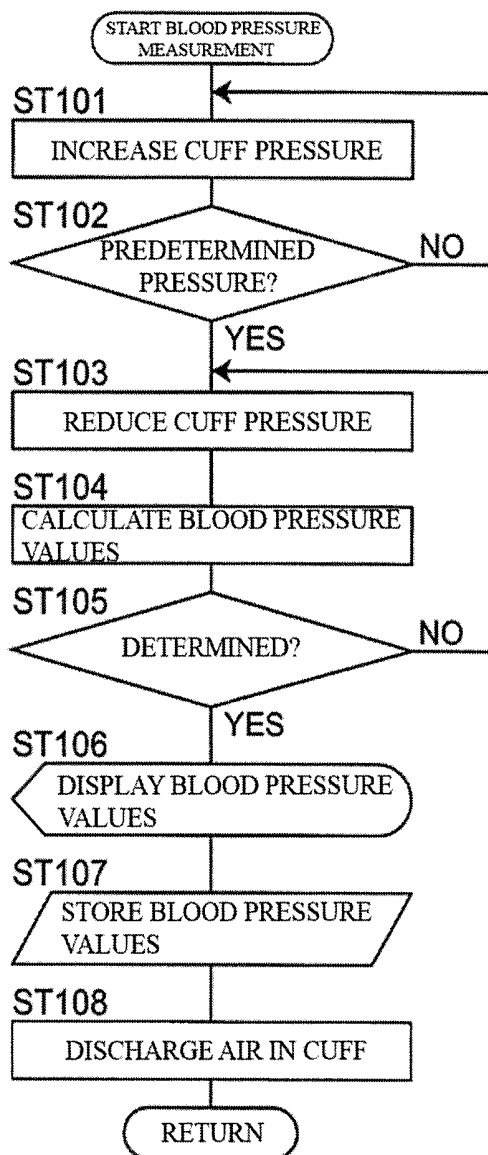 START BLOOD PRESSURE
MEASUREMENT
ST101
INCREASE CUFF PRESSURE
ST102
PREDETERMINED
PRESSURE?
NO
YES
ST103
REDUCE CUFF PRESSURE
ST104
CALCULATE BLOOD PRESSURE
VALUES
ST105
DETERMINED?
NO
YES
ST106
DISPLAY BLOOD PRESSURE
VALUES
ST107
STORE BLOOD PRESSURE
VALUES
ST108
DISCHARGE AIR IN CUFF
RETURN